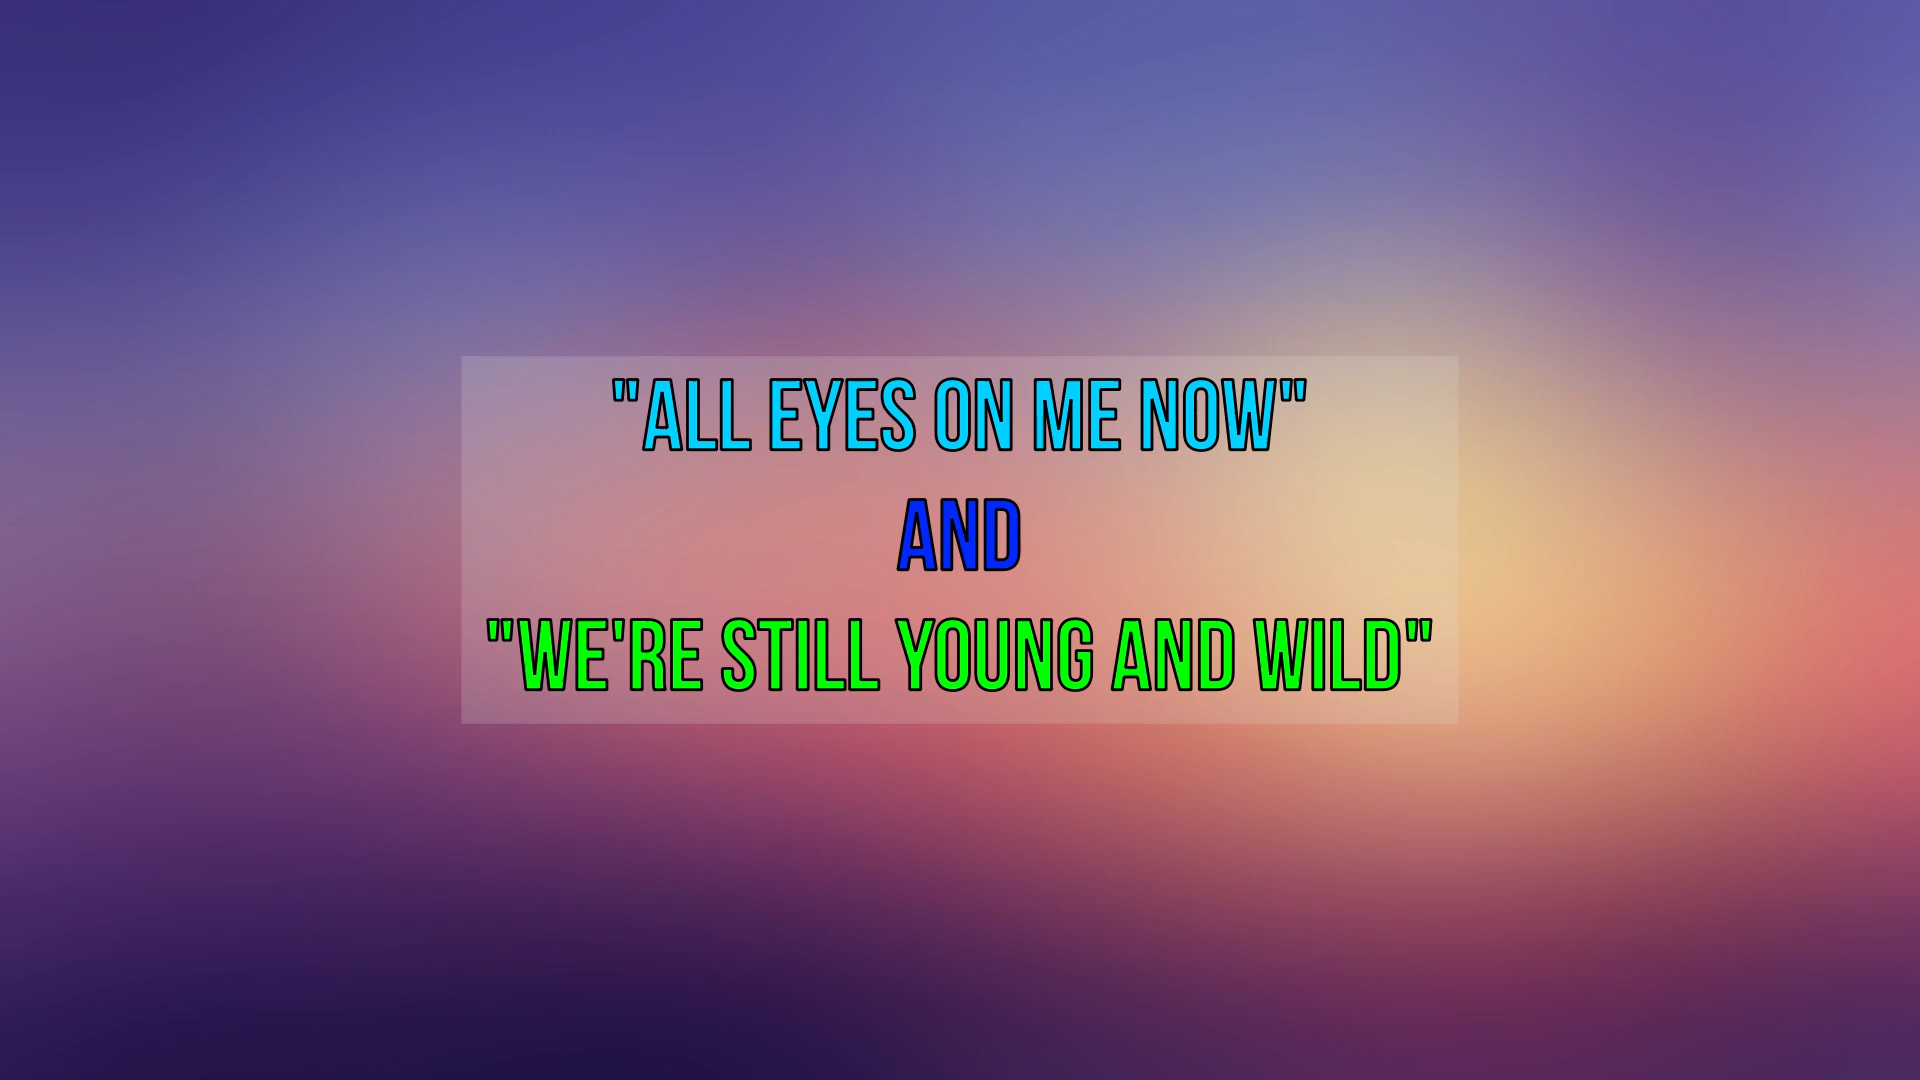 "ALL EYES ON ME NOW"
AND
"WE'RE STILL YOUNG AND WILD"